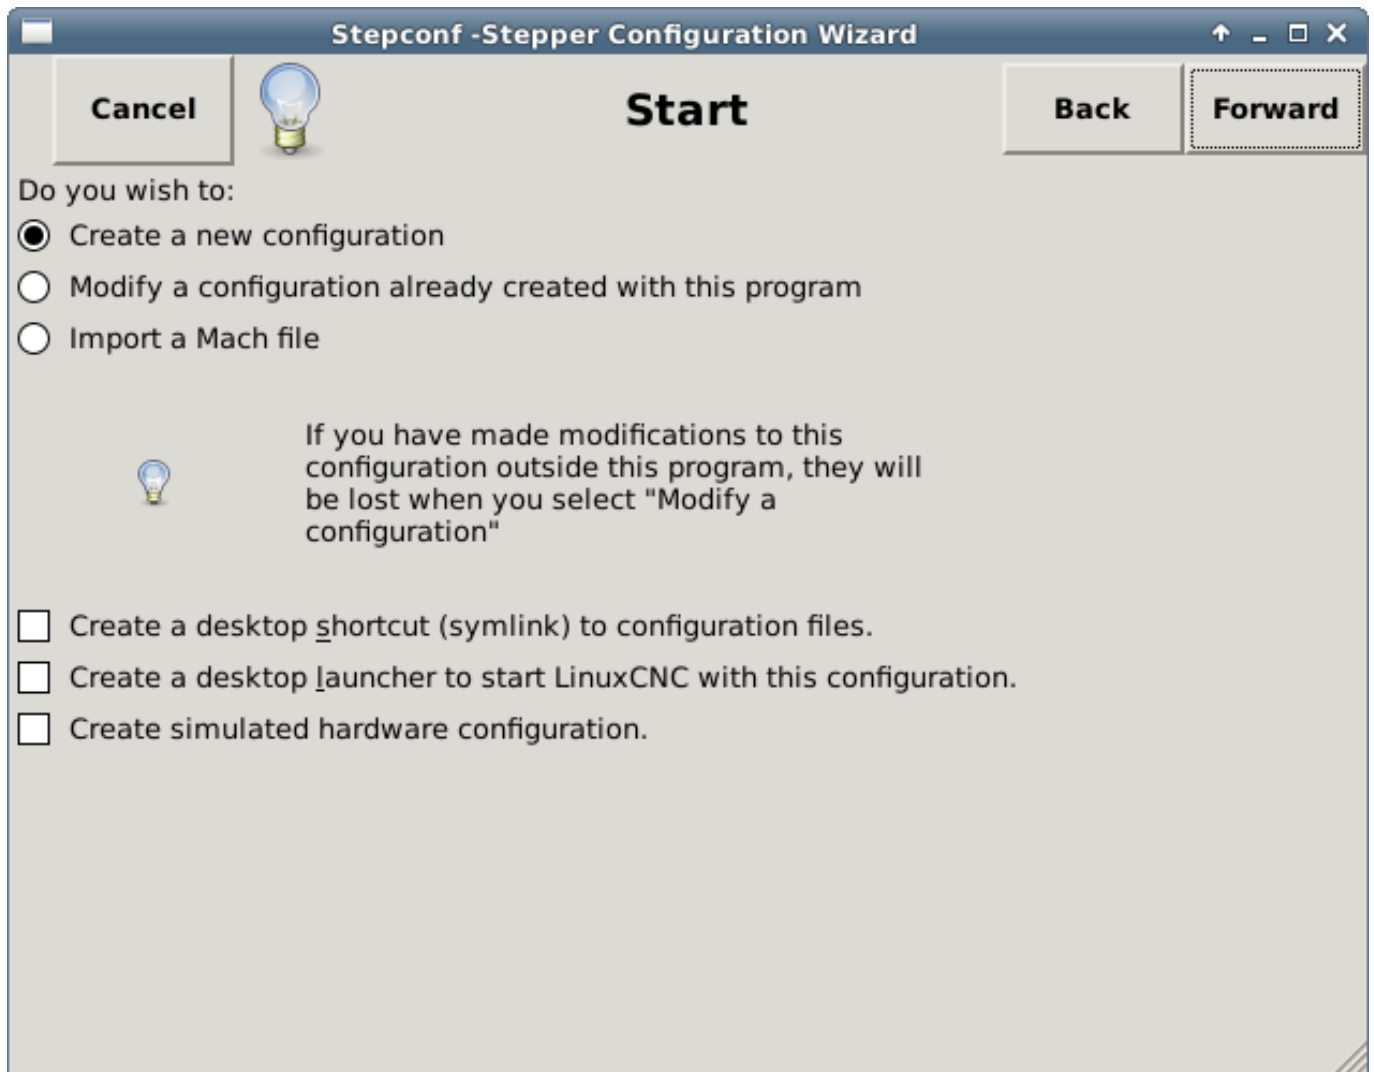 Stepconf -Stepper Configuration Wizard
Cancel
Start
Back
Forward
Do you wish to:
Create a new configuration
Modify a configuration already created with this program
Import a Mach file
If you have made modifications to this
configuration outside this program, they will
be lost when you select "Modify a
configuration"
Create a desktop shortcut (symlink) to configuration files.
Create a desktop launcher to start LinuxCNC with this configuration.
Create simulated hardware configuration.